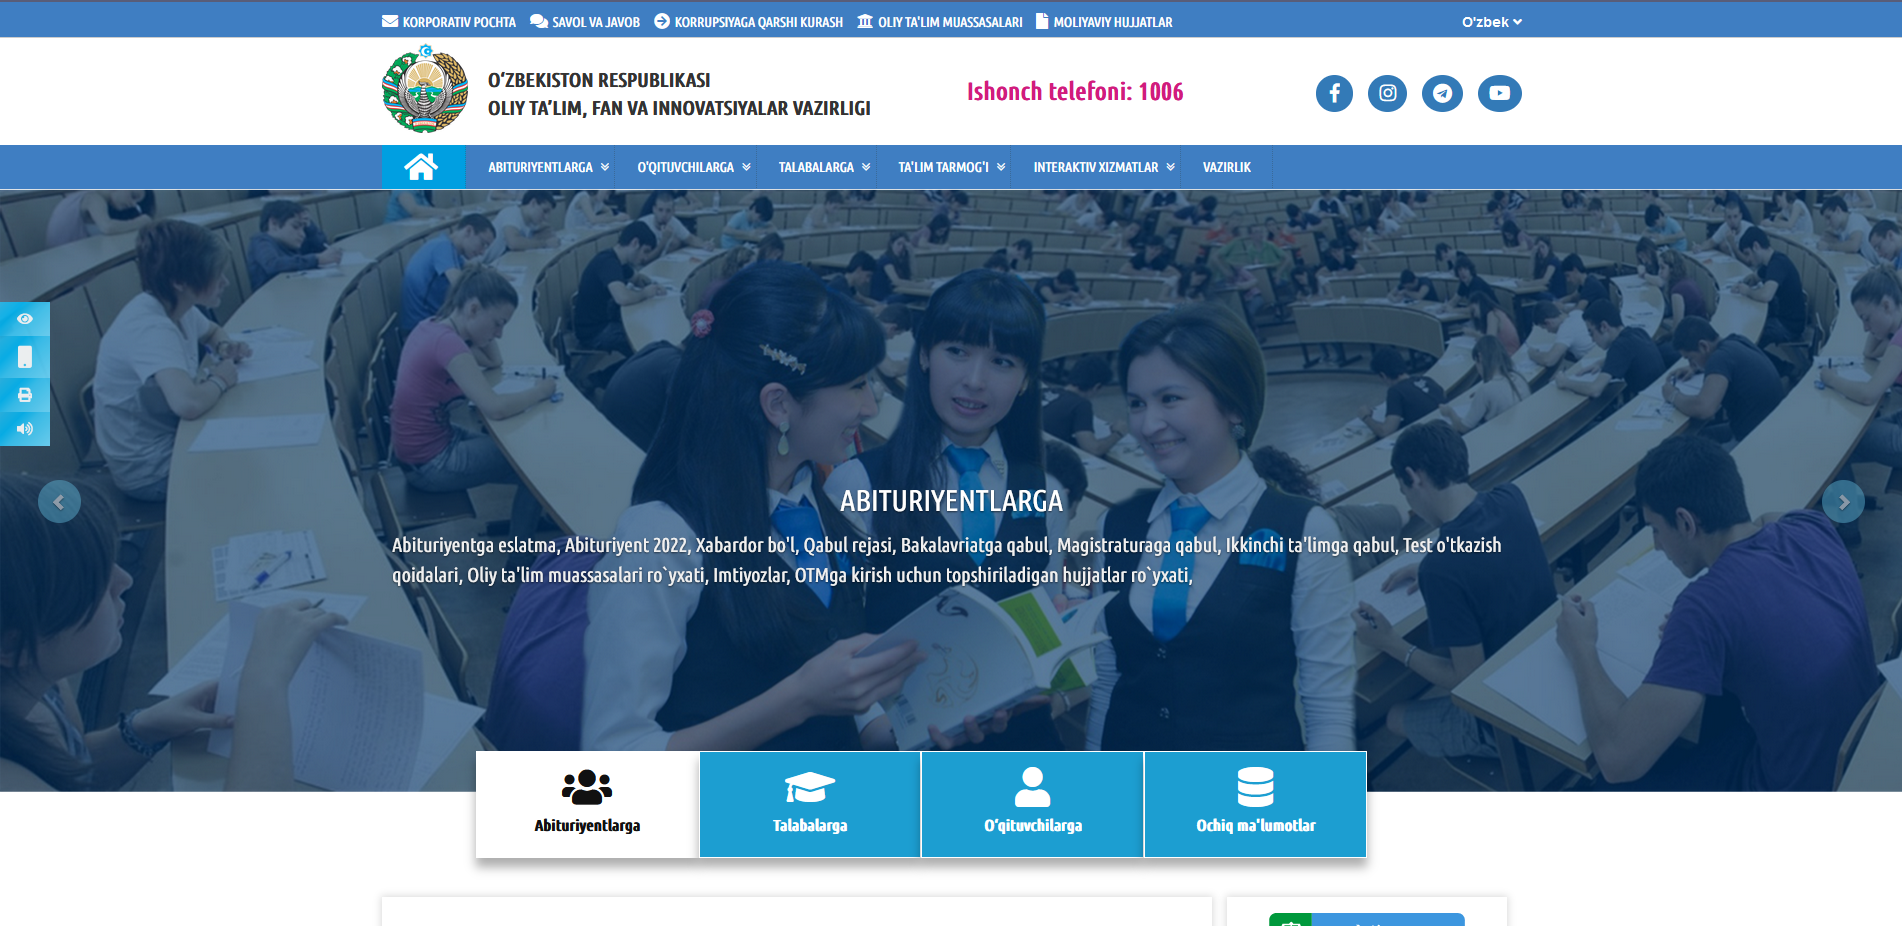 KORPORATIV POCHTA SAVOL VA JAVOB KORRUPSIYAGA QARSHI KURASH OLIY TA'LIM MUASSASALARI MOLIYAVIY HUJJATLAR O'zbek
O‘ZBEKISTON RESPUBLIKASI
OLIY TA’LIM, FAN VA INNOVATSIYALAR VAZIRLIGI
Ishonch telefoni: 1006
ABITURIYENTLARGA O'QITUVCHILARGA TALABALARGA TA'LIM TARMOG'I INTERAKTIV XIZMATLAR VAZIRLIK
ABITURIYENTLARGA
Abituriyentga eslatma, Abituriyent 2022, Xabardor bo'l, Qabul rejasi, Bakalavriatga qabul, Magistraturaga qabul, Ikkinchi ta'limga qabul, Test o'tkazish
qoidalari, Oliy ta'lim muassasalari ro`yxati, Imtiyozlar, OTMga kirish uchun topshiriladigan hujjatlar ro`yxati,
Abituriyentlarga Talabalarga O‘qituvchilarga Ochiq ma'lumotlar